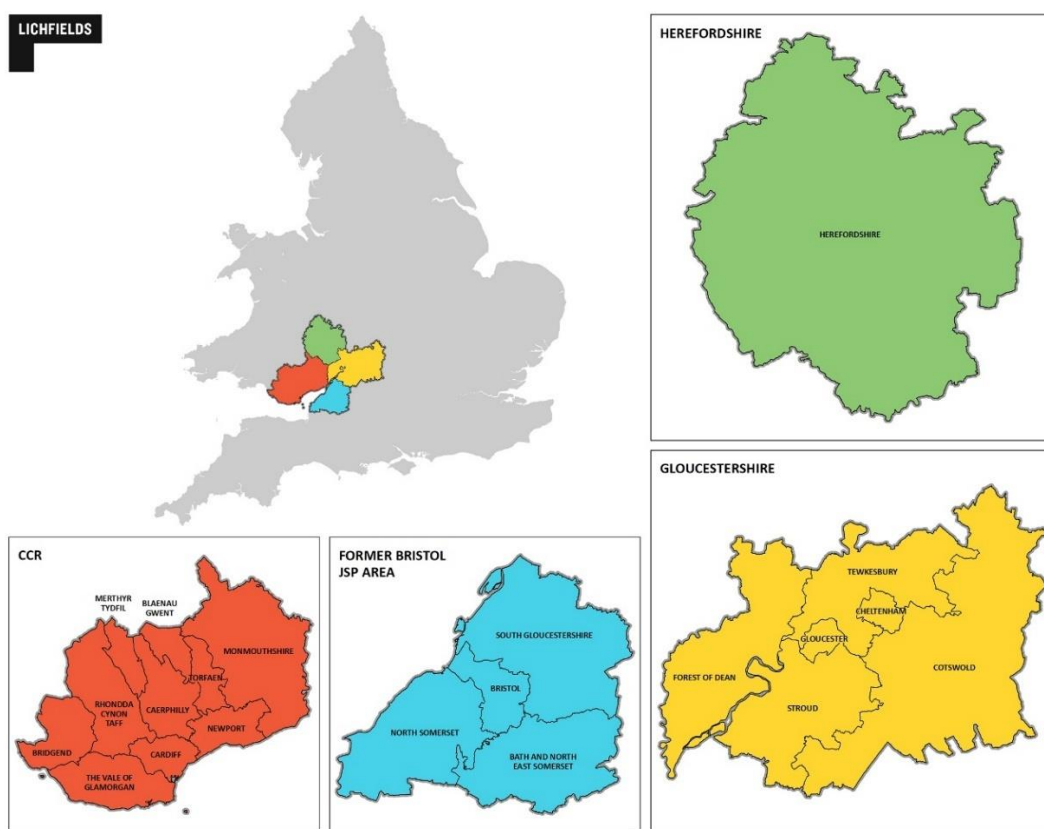 LICHFIELDS
HEREFORDSHIRE
HEREFORDSHIRE
GLOUCESTERSHIRE
TEWKESBURY
CHELTENHAM
GLOUCESTER
COTSWOLD
FOREST OF DEAN
STROUD
CCR
MERTHYR
TYDFIL
BLAENAU
GWENT
MONMOUTHSHIRE
TORFAEN
RHONDDA
CYNON
TAFF
CAERPHILLY
NEWPORT
BRIDGEND
CARDIFF
THE VALE OF
GLAMORGAN
FORMER BRISTOL
JSP AREA
SOUTH GLOUCESTERSHIRE
BRISTOL
NORTH SOMERSET
BATH AND NORTH
EAST SOMERSET